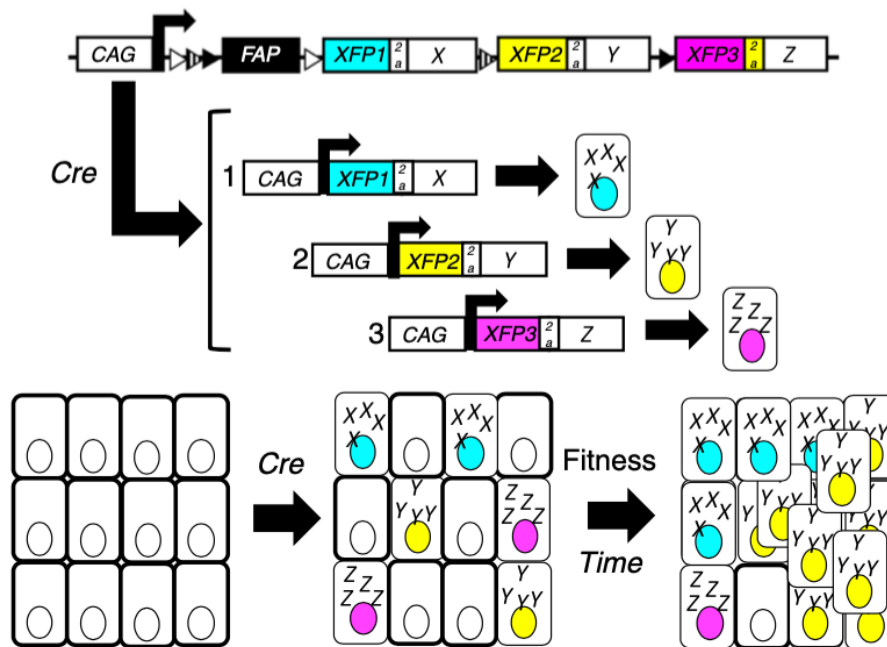 CAG FAP XFP1 2a X XFP2 2a Y XFP3 2a Z
Cre
1 CAG XFP1 2a X X X X X
2 CAG XFP2 2a Y Y Y Y Y
3 CAG XFP3 2a Z Z Z Z Z
X X X X X X X X
Cre Fitness Time
Y Y Y Y Z Z Z Z
Z Z Z Z Y Y Y Y
X X X X X X X X X X X Y Y Y Y
X X X X Y Y Y Y Y
Z Z Z Z Y Y Y Y